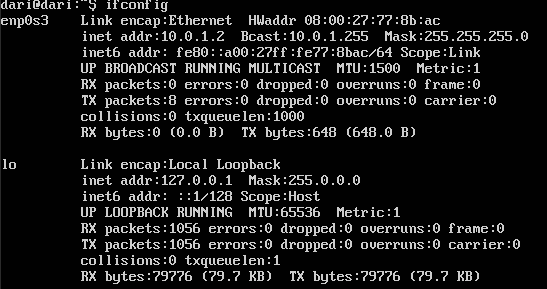 dari@dari:~$ ifconfig
enp0s3    Link encap:Ethernet  HWaddr 08:00:27:77:8b:ac
          inet addr:10.0.1.2  Bcast:10.0.1.255  Mask:255.255.255.0
          inet6 addr: fe80::a00:27ff:fe77:8bac/64 Scope:Link
          UP BROADCAST RUNNING MULTICAST  MTU:1500  Metric:1
          RX packets:0 errors:0 dropped:0 overruns:0 frame:0
          TX packets:8 errors:0 dropped:0 overruns:0 carrier:0
          collisions:0 txqueuelen:1000
          RX bytes:0 (0.0 B)  TX bytes:648 (648.0 B)

lo        Link encap:Local Loopback
          inet addr:127.0.0.1  Mask:255.0.0.0
          inet6 addr: ::1/128 Scope:Host
          UP LOOPBACK RUNNING  MTU:65536  Metric:1
          RX packets:1056 errors:0 dropped:0 overruns:0 frame:0
          TX packets:1056 errors:0 dropped:0 overruns:0 carrier:0
          collisions:0 txqueuelen:1
          RX bytes:79776 (79.7 KB)  TX bytes:79776 (79.7 KB)